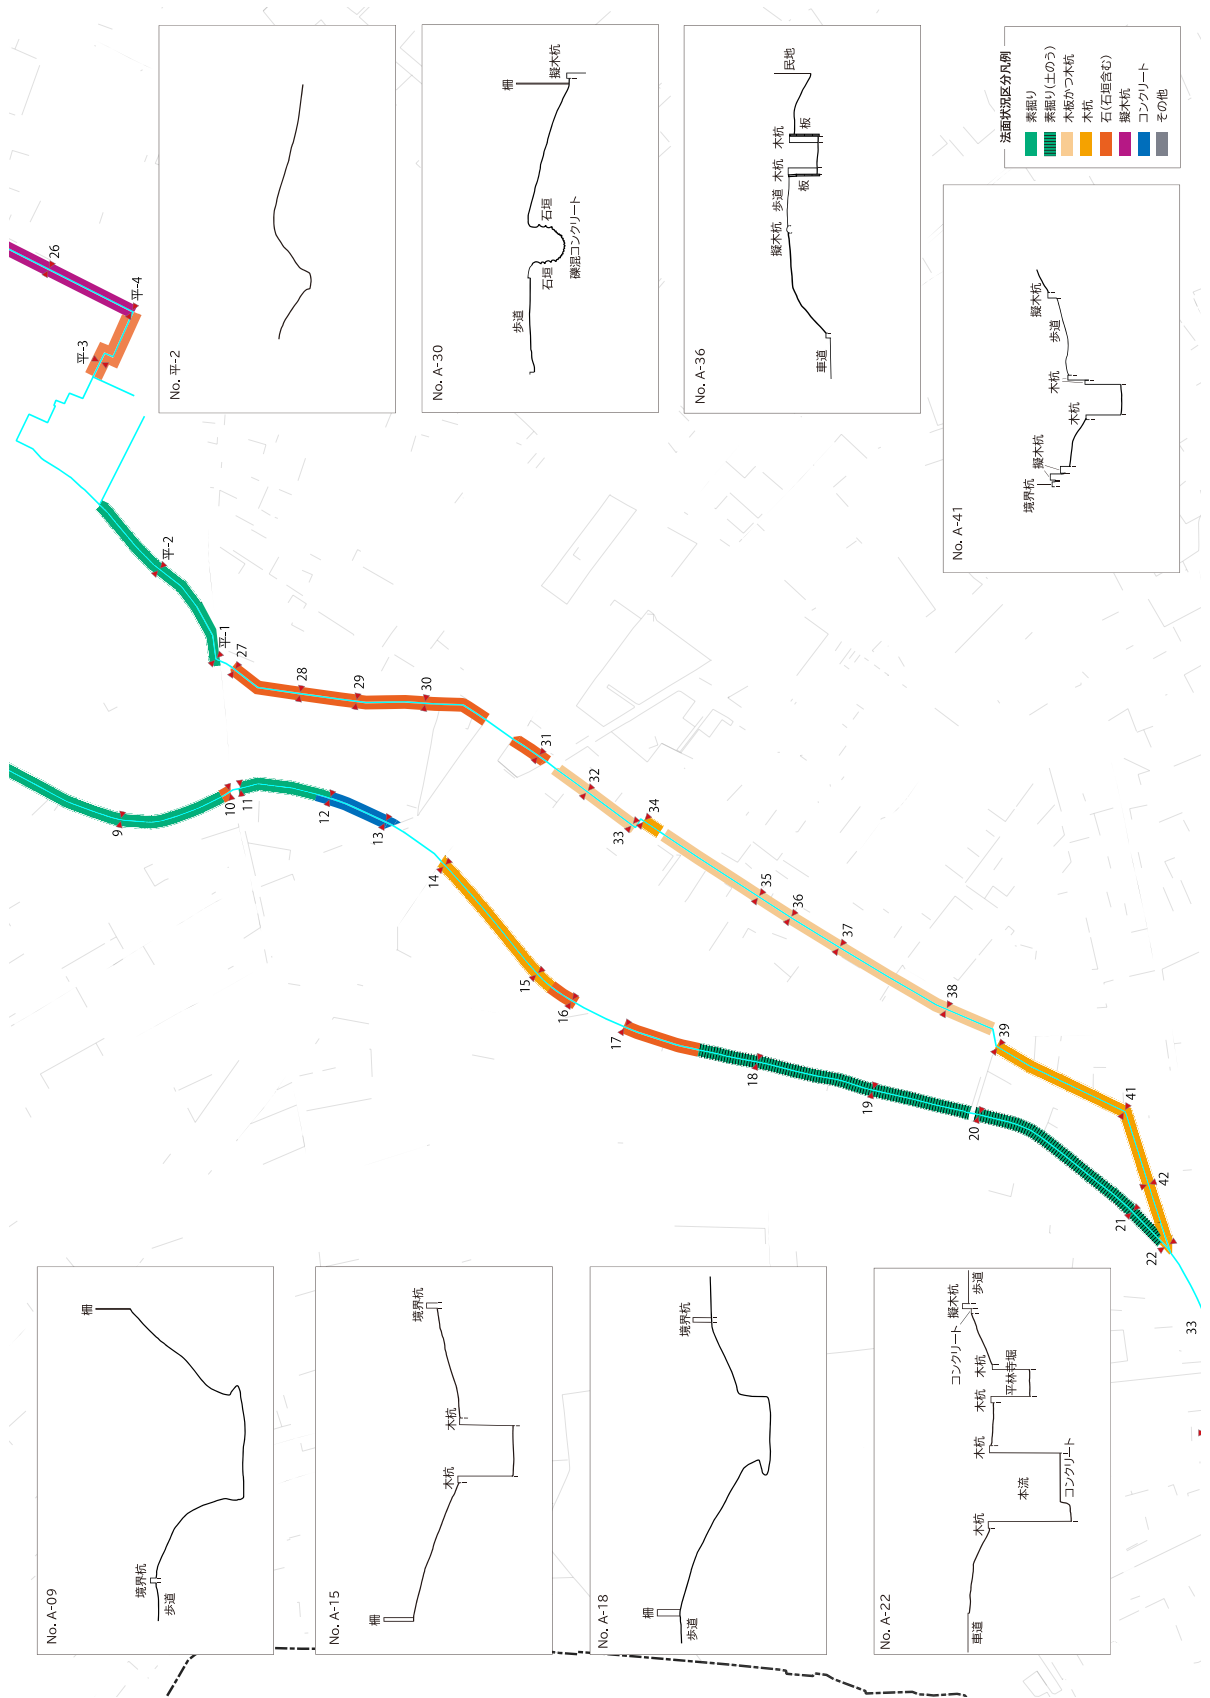 法面状況区分凡例
素掘り
素掘り(土のう)
木板かつ木杭
木杭
石(石垣含む)
擬木杭
コンクリート
その他
No. 平-2
No. A-30
歩道
石垣
石垣
礫混コンクリート
柵
擬木杭
No. A-36
車道
擬木杭
歩道
木杭
板
木杭
板
民地
No. A-41
境界杭
擬木杭
木杭
木杭
歩道
擬木杭
No. A-09
歩道
境界杭
柵
No. A-15
柵
木杭
木杭
境界杭
No. A-18
歩道
柵
境界杭
No. A-22
車道
木杭
本流
コンクリート
木杭
木杭
平林寺堀
木杭
コンクリート
擬木杭
歩道
26
平-4
平-3
平-2
平-1
27
28
29
30
31
32
33
34
35
36
37
38
39
41
42
9
10
11
12
13
14
15
16
17
18
19
20
21
22
33